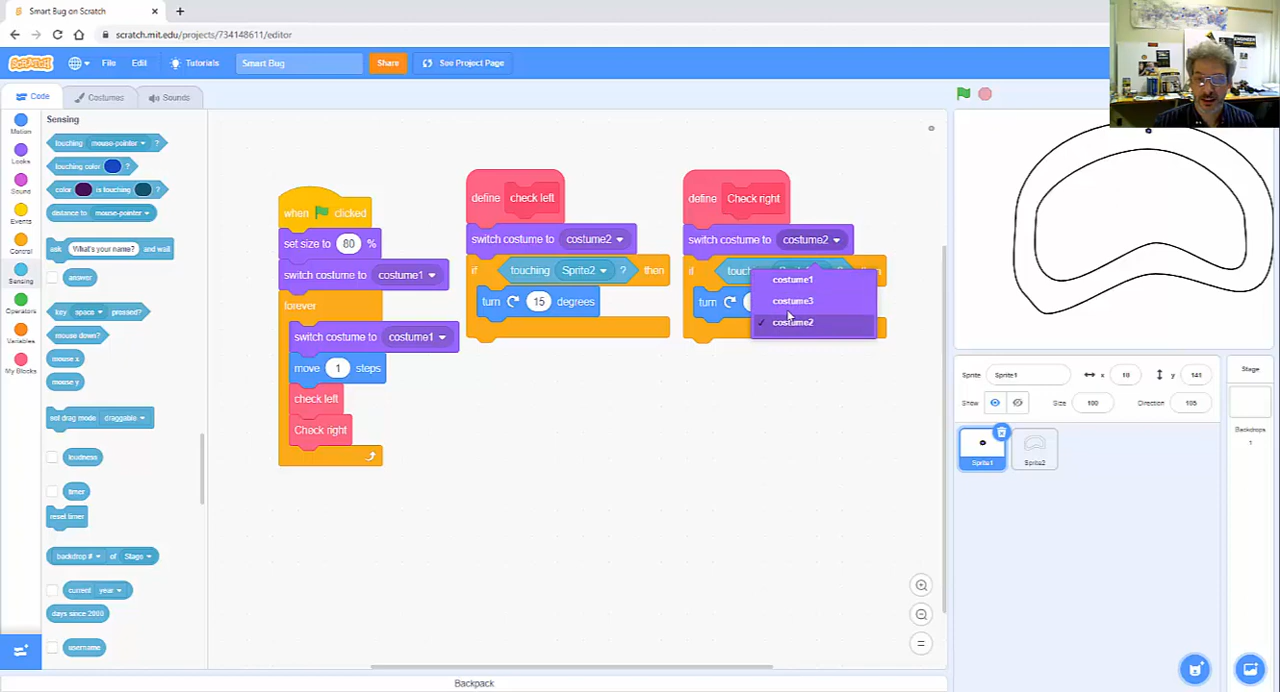 Smart Bug on Scratch
scratch.mit.edu/projects/734148611/editor
SCRATCH File Edit Tutorials Smart Bug Share See Project Page
Code Costumes Sounds
Motion
Looks
Sound
Events
Control
Sensing
Operators
Variables
My Blocks
Sensing
touching mouse-pointer ?
touching color ?
color is touching ?
distance to mouse-pointer
ask What's your name? and wait
answer
key space pressed?
mouse down?
mouse x
mouse y
set drag mode draggable
loudness
timer
reset timer
backdrop # of Stage
current year
days since 2000
username
when clicked
set size to 80 %
switch costume to costume1
forever
switch costume to costume1
move 1 steps
check left
Check right
define check left
switch costume to costume2
if touching Sprite2 ? then
turn 15 degrees
define Check right
switch costume to costume2
if
turn
costume1
costume3
costume2
Sprite Sprite1 x 10 y 141
Show Size 100 Direction 105
Sprite1
Sprite2
Stage
Backdrops
1
Backpack